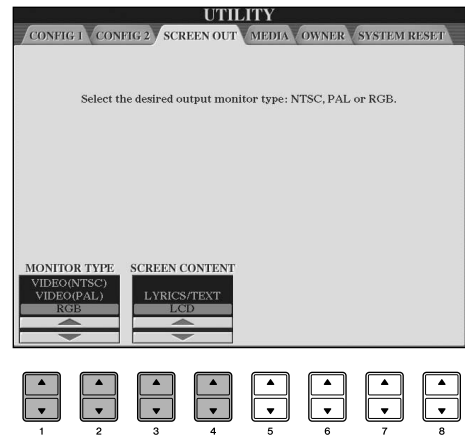 UTILITY
CONFIG 1 CONFIG 2 SCREEN OUT MEDIA OWNER SYSTEM RESET
Select the desired output monitor type: NTSC, PAL or RGB.
MONITOR TYPE SCREEN CONTENT
VIDEO(NTSC)
VIDEO(PAL) LYRICS/TEXT
RGB LCD
1 2 3 4 5 6 7 8